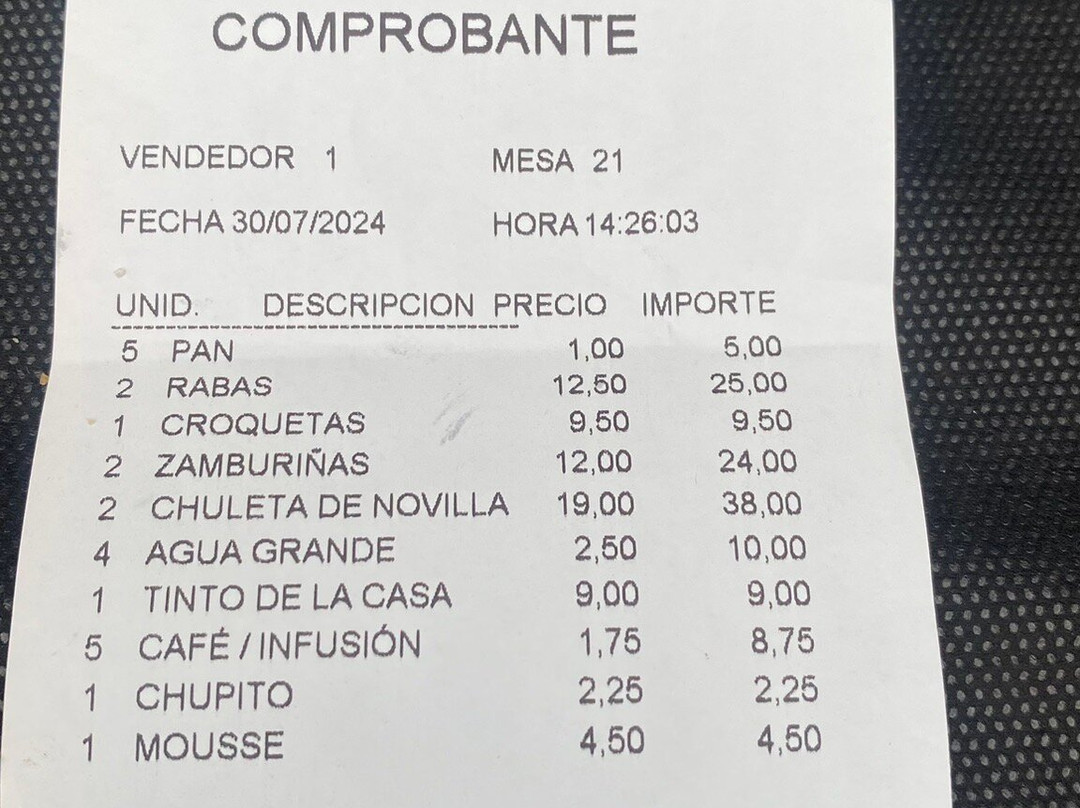 COMPROBANTE
VENDEDOR 1 MESA 21
FECHA 30/07/2024 HORA 14:26:03
UNID. DESCRIPCION PRECIO IMPORTE
5 PAN 1,00 5,00
2 RABAS 12,50 25,00
1 CROQUETAS 9,50 9,50
2 ZAMBURIÑAS 12,00 24,00
2 CHULETA DE NOVILLA 19,00 38,00
4 AGUA GRANDE 2,50 10,00
1 TINTO DE LA CASA 9,00 9,00
5 CAFÉ / INFUSIÓN 1,75 8,75
1 CHUPITO 2,25 2,25
1 MOUSSE 4,50 4,50